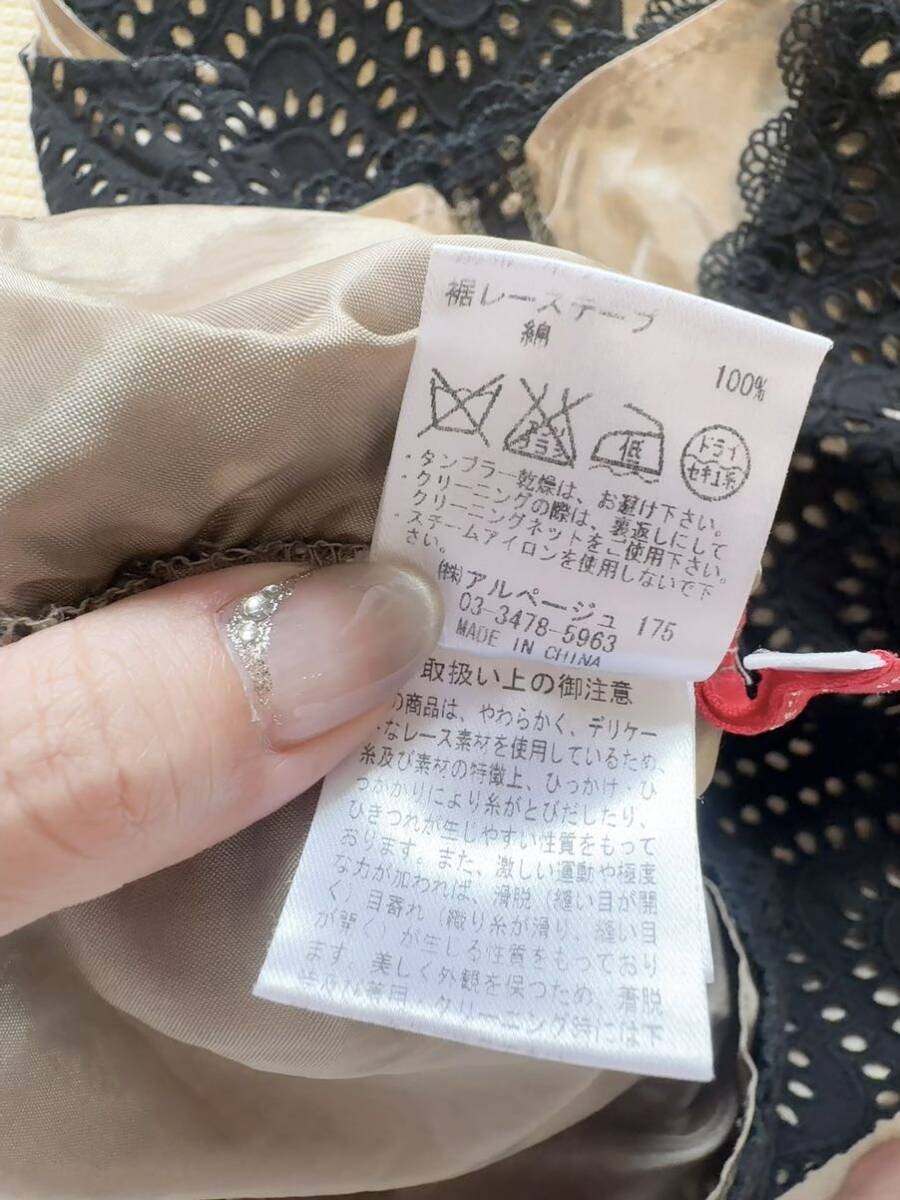 裾レーステープ
綿
100%
エンソ
サラシ
低
ドライ
セキユ系
・タンブラー乾燥は、お避け下さい。
・クリーニングの際は、裏返しにして
クリーニングネットをご使用下さい。
・スチームアイロンを使用しないで下
さい。
(株)アルページュ 175
03-3478-5963
MADE IN CHINA
取扱い上の御注意
の商品は、やわらかく、デリケー
なレース素材を使用しているため、
糸及び素材の特徴上、ひっかけ・ひ
っかかりにより糸がとびだしたり、
ひきつれが生しやすい性質をもって
おります。また、激しい運動や極度
な力が加われば、滑脱(縫い目が開
く)目寄れ(織り糸が滑り、縫い目
が開く)が生しる性質をもっており
ます。美しく外観を保つため、着脱
着用、クリーニング時には下